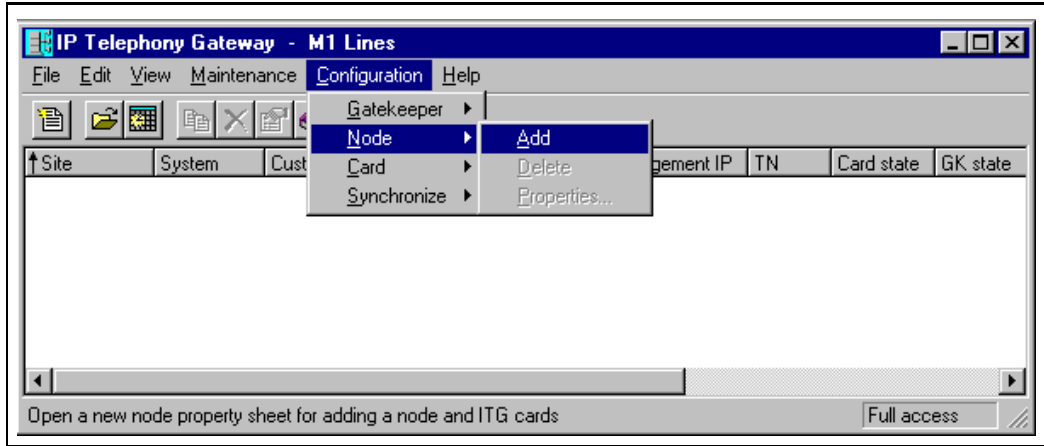 IP Telephony Gateway - M1 Lines
File Edit View Maintenance Configuration Help
Gatekeeper
Node
Card
Synchronize
Add
Delete
Properties...
Site System Cust gement IP TN Card state GK state
Open a new node property sheet for adding a node and ITG cards Full access